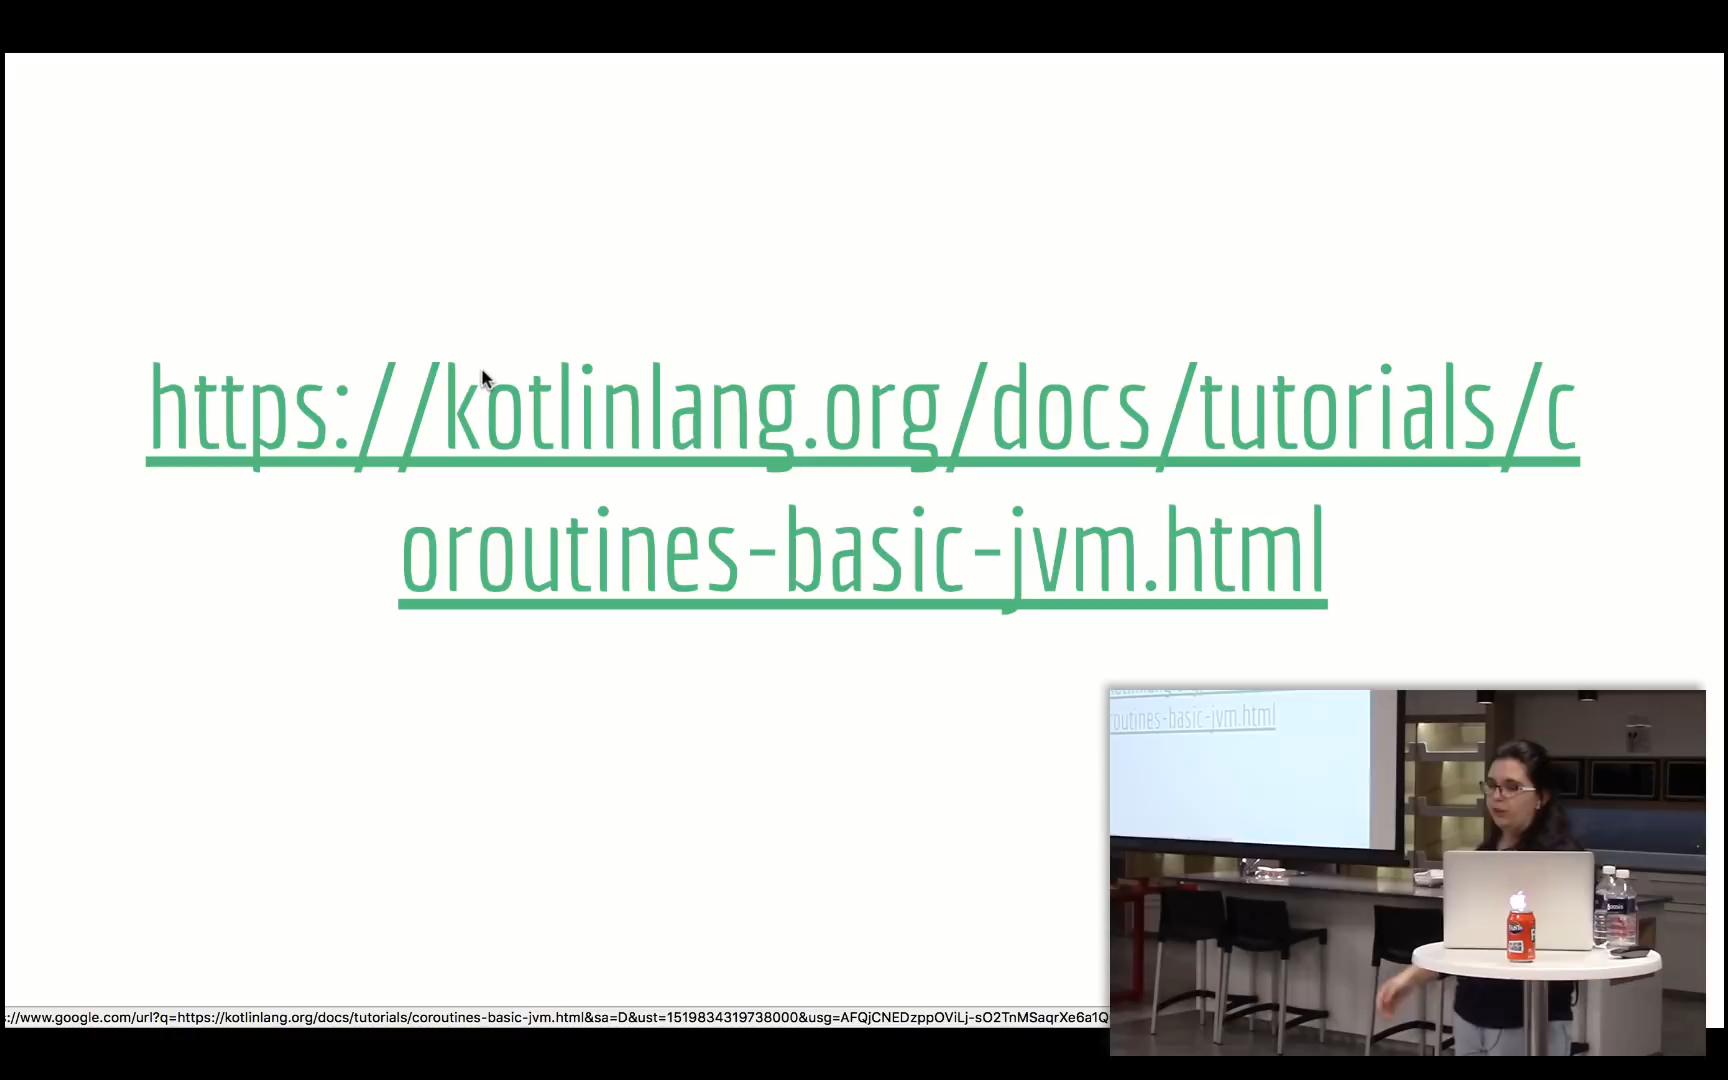 https://kotlinlang.org/docs/tutorials/c
oroutines-basic-jvm.html
routines-basic-jvm.html
s://www.google.com/url?q=https://kotlinlang.org/docs/tutorials/coroutines-basic-jvm.html&sa=D&ust=1519834319738000&usg=AFQjCNEDzppOViLj-sO2TnMSaqrXe6a1Q